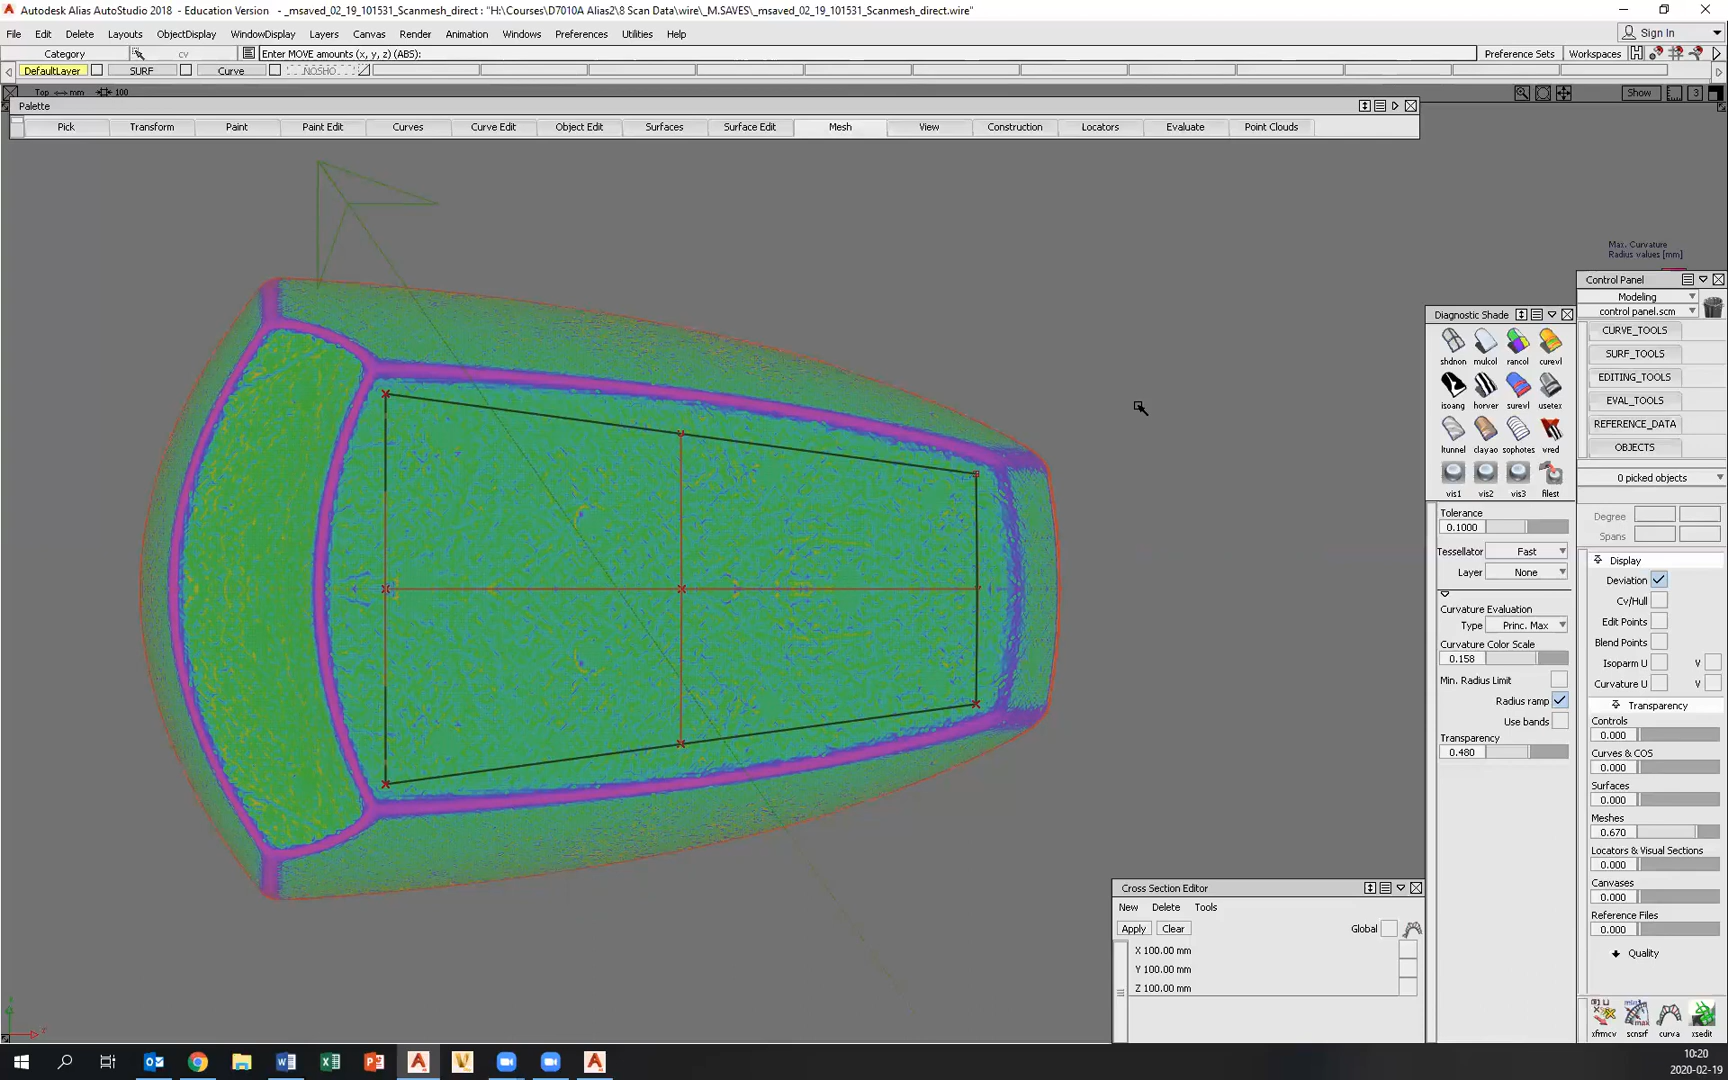 Autodesk Alias AutoStudio 2018 - Education Version - _msaved_02_19_101531_Scanmesh_direct : "H:\Courses\D7010A Alias2\8 Scan Data\wire\_M.SAVES\_msaved_02_19_101531_Scanmesh_direct.wire"
File Edit Delete Layouts ObjectDisplay WindowDisplay Layers Canvas Render Animation Windows Preferences Utilities Help Sign In
Category cv Enter MOVE amounts (x, y, z) (ABS): Preference Sets Workspaces
DefaultLayer SURF Curve NOSHO
Top mm 100 Show 3
Palette
Pick Transform Paint Paint Edit Curves Curve Edit Object Edit Surfaces Surface Edit Mesh View Construction Locators Evaluate Point Clouds
Max. Curvature
Radius values [mm]
Control Panel
Modeling
control panel.scm
CURVE_TOOLS
SURF_TOOLS
EDITING_TOOLS
EVAL_TOOLS
REFERENCE_DATA
OBJECTS
0 picked objects
Degree
Spans
Display
Deviation
Cv/Hull
Edit Points
Blend Points
Isoparm U V
Curvature U V
Transparency
Controls
0.000
Curves & COS
0.000
Surfaces
0.000
Meshes
0.670
Locators & Visual Sections
0.000
Canvases
0.000
Reference Files
0.000
Quality
xfrmcv scnsrf curva xsedit
Diagnostic Shade
shdnon mulcol rancol curevl
isoang horver surevl usetex
ltunnel clayao sophotes vred
vis1 vis2 vis3 filest
Tolerance
0.1000
Tessellator Fast
Layer None
Curvature Evaluation
Type Princ. Max
Curvature Color Scale
0.158
Min. Radius Limit
Radius ramp
Use bands
Transparency
0.480
Cross Section Editor
New Delete Tools
Apply Clear Global
X 100.00 mm
Y 100.00 mm
Z 100.00 mm
10:20
2020-02-19